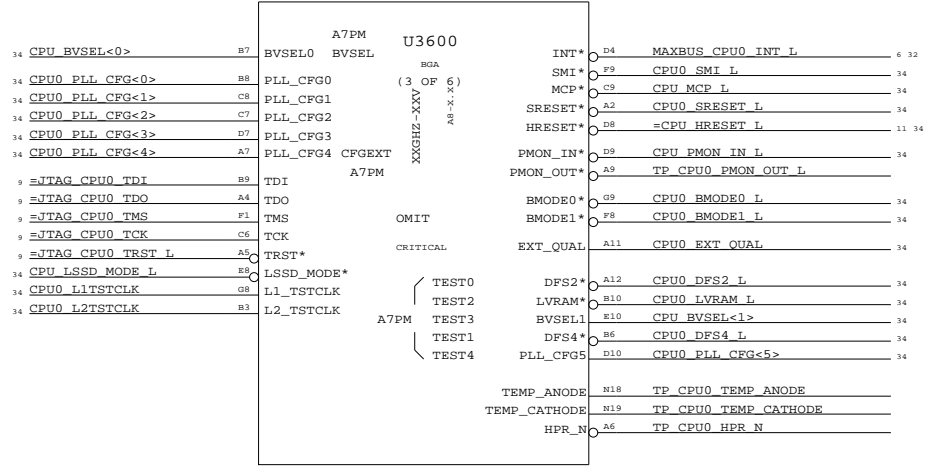 A7PM
U3600
34 CPU_BVSEL<0> B7 BVSEL0 BVSEL INT* D4 MAXBUS_CPU0_INT_L 6 32
BGA
SMI* F9 CPU0_SMI_L 34
34 CPU0_PLL_CFG<0> B8 PLL_CFG0 (3 OF 6) MCP* C9 CPU_MCP_L 34
34 CPU0_PLL_CFG<1> C8 PLL_CFG1 SRESET* A2 CPU0_SRESET_L 34
34 CPU0_PLL_CFG<2> C7 PLL_CFG2 HRESET* D8 =CPU_HRESET_L 11 34
XXGHZ-XXV
A8-X.X
34 CPU0_PLL_CFG<3> D7 PLL_CFG3
34 CPU0_PLL_CFG<4> A7 PLL_CFG4 CFGEXT PMON_IN* D9 CPU_PMON_IN_L 34
A7PM PMON_OUT* A9 TP_CPU0_PMON_OUT_L
9 =JTAG_CPU0_TDI B9 TDI
9 =JTAG_CPU0_TDO A4 TDO BMODE0* G9 CPU0_BMODE0_L 34
9 =JTAG_CPU0_TMS F1 TMS OMIT BMODE1* F8 CPU0_BMODE1_L 34
9 =JTAG_CPU0_TCK C6 TCK
9 =JTAG_CPU0_TRST_L A5 TRST* CRITICAL EXT_QUAL A11 CPU0_EXT_QUAL 34
34 CPU_LSSD_MODE_L E8 LSSD_MODE*
34 CPU0_L1TSTCLK G8 L1_TSTCLK TEST0 DFS2* A12 CPU0_DFS2_L 34
34 CPU0_L2TSTCLK B3 L2_TSTCLK TEST2 LVRAM* B10 CPU0_LVRAM_L 34
A7PM TEST3 BVSEL1 E10 CPU_BVSEL<1> 34
TEST1 DFS4* B6 CPU0_DFS4_L 34
TEST4 PLL_CFG5 D10 CPU0_PLL_CFG<5> 34
TEMP_ANODE N18 TP_CPU0_TEMP_ANODE
TEMP_CATHODE N19 TP_CPU0_TEMP_CATHODE
HPR_N A6 TP_CPU0_HPR_N